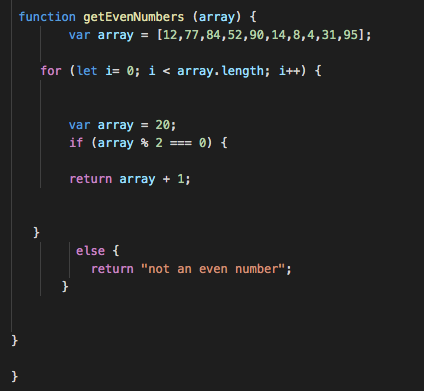 function getEvenNumbers (array) {
var array = [12,77,84,52,90,14,8,4,31,95];
for (let i= 0; i < array.length; i++) {
var array = 20;
if (array % 2 === 0) {
return array + 1;
}
else {
return "not an even number";
}
}
}